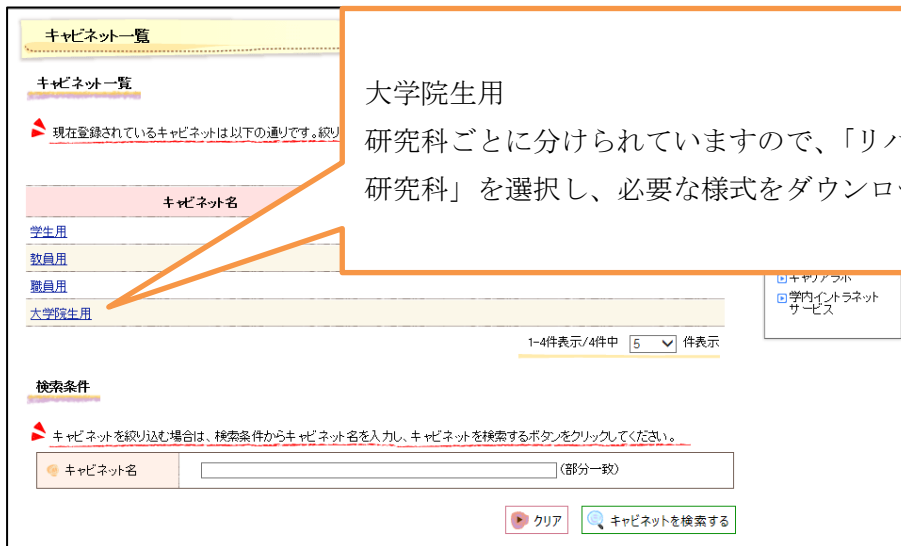 キャビネット一覧
キャビネット一覧
現在登録されているキャビネットは以下の通りです。絞り
大学院生用
研究科ごとに分けられていますので、「リハ
研究科」を選択し、必要な様式をダウンロ
キャビネット名
学生用
教員用
職員用
大学院生用
キャリアラボ
学内イントラネット
サービス
1-4件表示/4件中 5 件表示
検索条件
キャビネットを絞り込む場合は、検索条件からキャビネット名を入力し、キャビネットを検索するボタンをクリックしてください。
キャビネット名 (部分一致)
クリア キャビネットを検索する